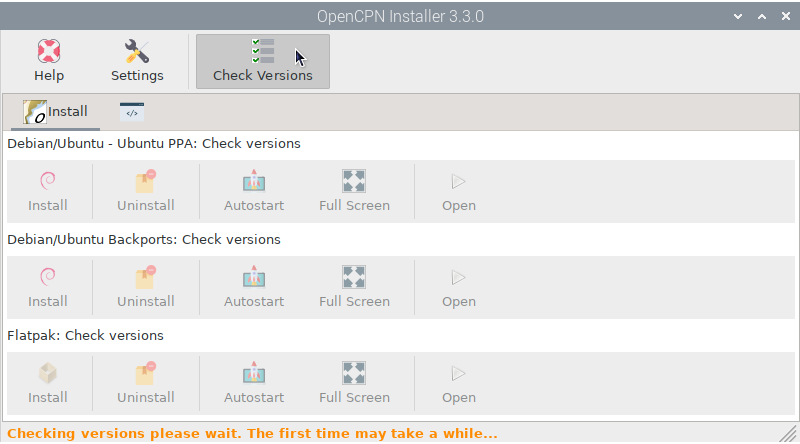 OpenCPN Installer 3.3.0
Help Settings Check Versions
Install </>
Debian/Ubuntu - Ubuntu PPA: Check versions
Install Uninstall Autostart Full Screen Open
Debian/Ubuntu Backports: Check versions
Install Uninstall Autostart Full Screen Open
Flatpak: Check versions
Install Uninstall Autostart Full Screen Open
Checking versions please wait. The first time may take a while...